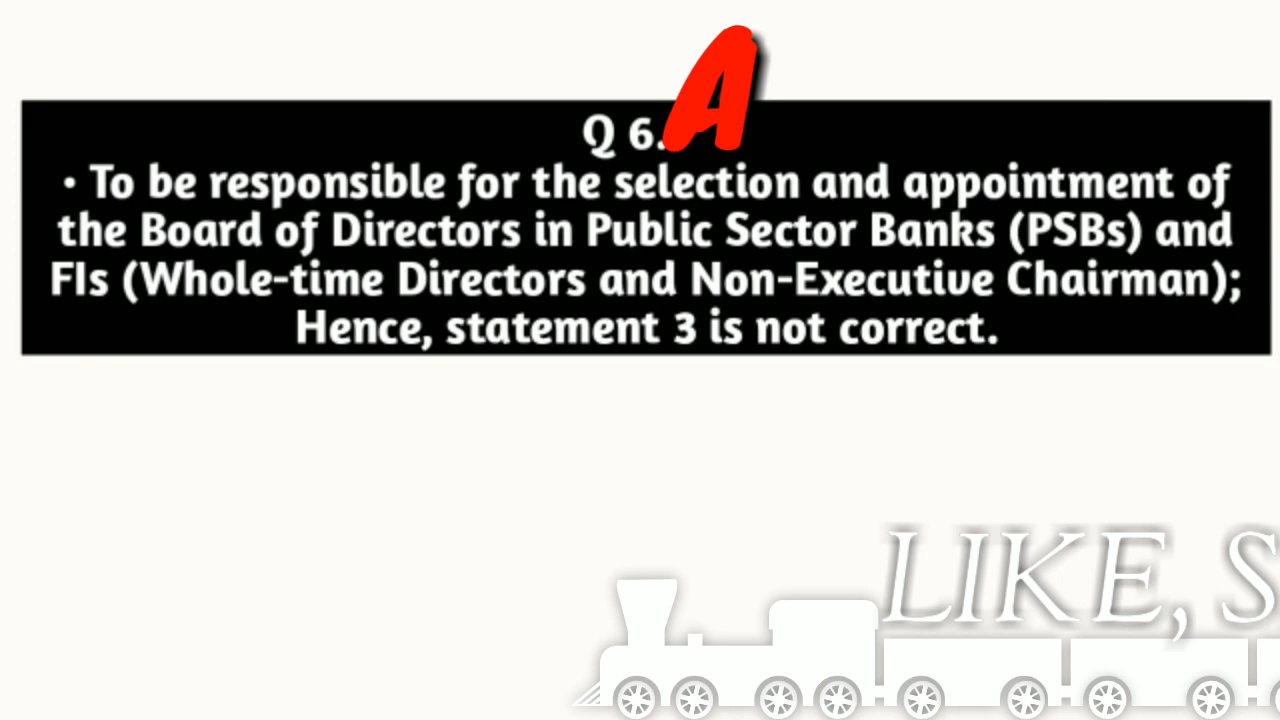 A
Q 6.
• To be responsible for the selection and appointment of
the Board of Directors in Public Sector Banks (PSBs) and
FIs (Whole-time Directors and Non-Executive Chairman);
Hence, statement 3 is not correct.
LIKE, S